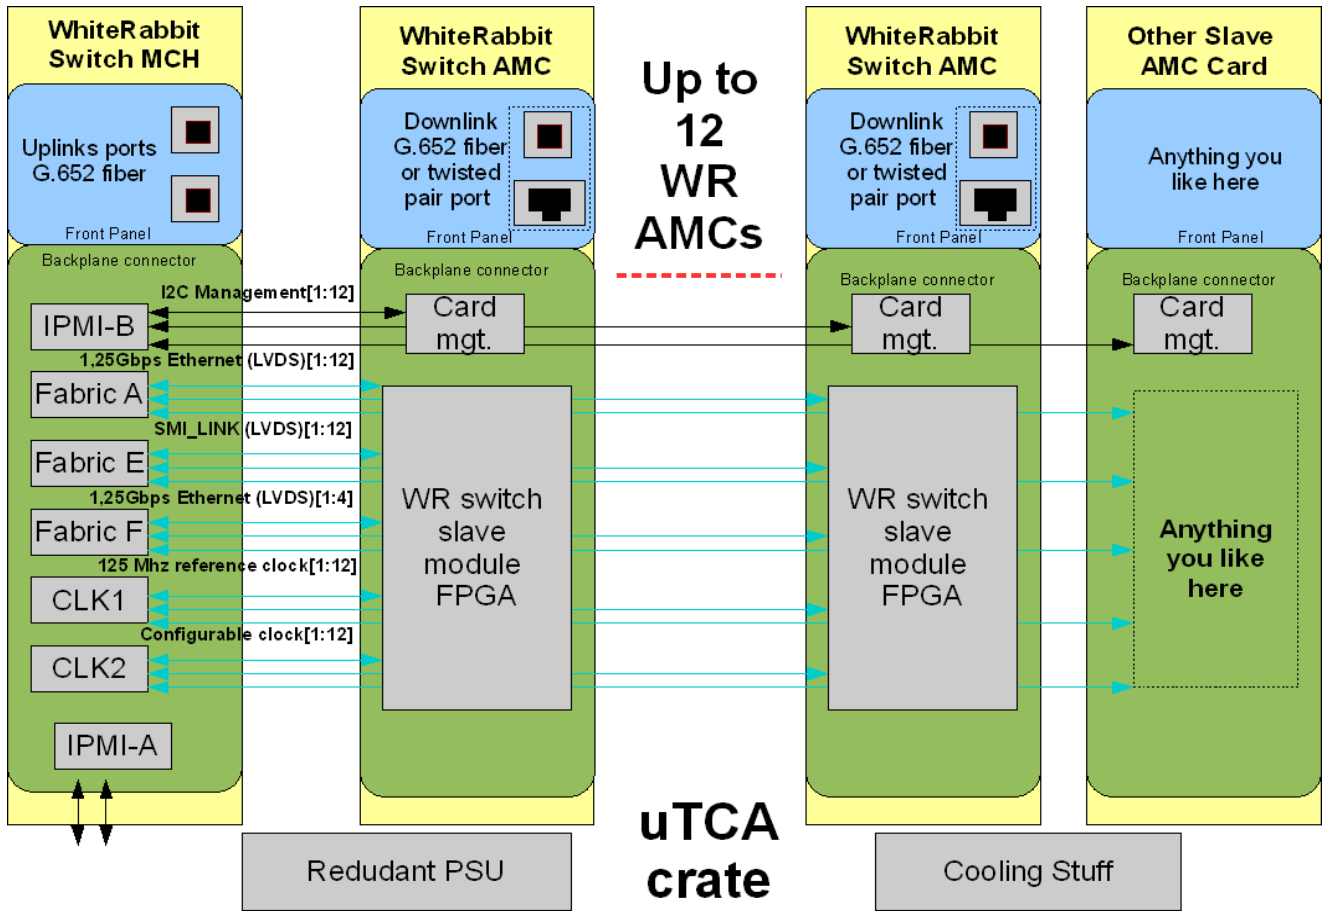 WhiteRabbit
Switch MCH
Uplinks ports
G.652 fiber
Front Panel
Backplane connector
I2C Management[1:12]
IPMI-B
1,25Gbps Ethernet (LVDS)[1:12]
Fabric A
SMI_LINK (LVDS)[1:12]
Fabric E
1,25Gbps Ethernet (LVDS)[1:4]
Fabric F
125 Mhz reference clock[1:12]
CLK1
Configurable clock[1:12]
CLK2
IPMI-A
WhiteRabbit
Switch AMC
Downlink
G.652 fiber
or twisted
pair port
Front Panel
Backplane connector
Card
mgt.
WR switch
slave
module
FPGA
Up to
12
WR
AMCs
WhiteRabbit
Switch AMC
Downlink
G.652 fiber
or twisted
pair port
Front Panel
Backplane connector
Card
mgt.
WR switch
slave
module
FPGA
Other Slave
AMC Card
Anything you
like here
Front Panel
Backplane connector
Card
mgt.
Anything
you like
here
Redudant PSU
uTCA
crate
Cooling Stuff